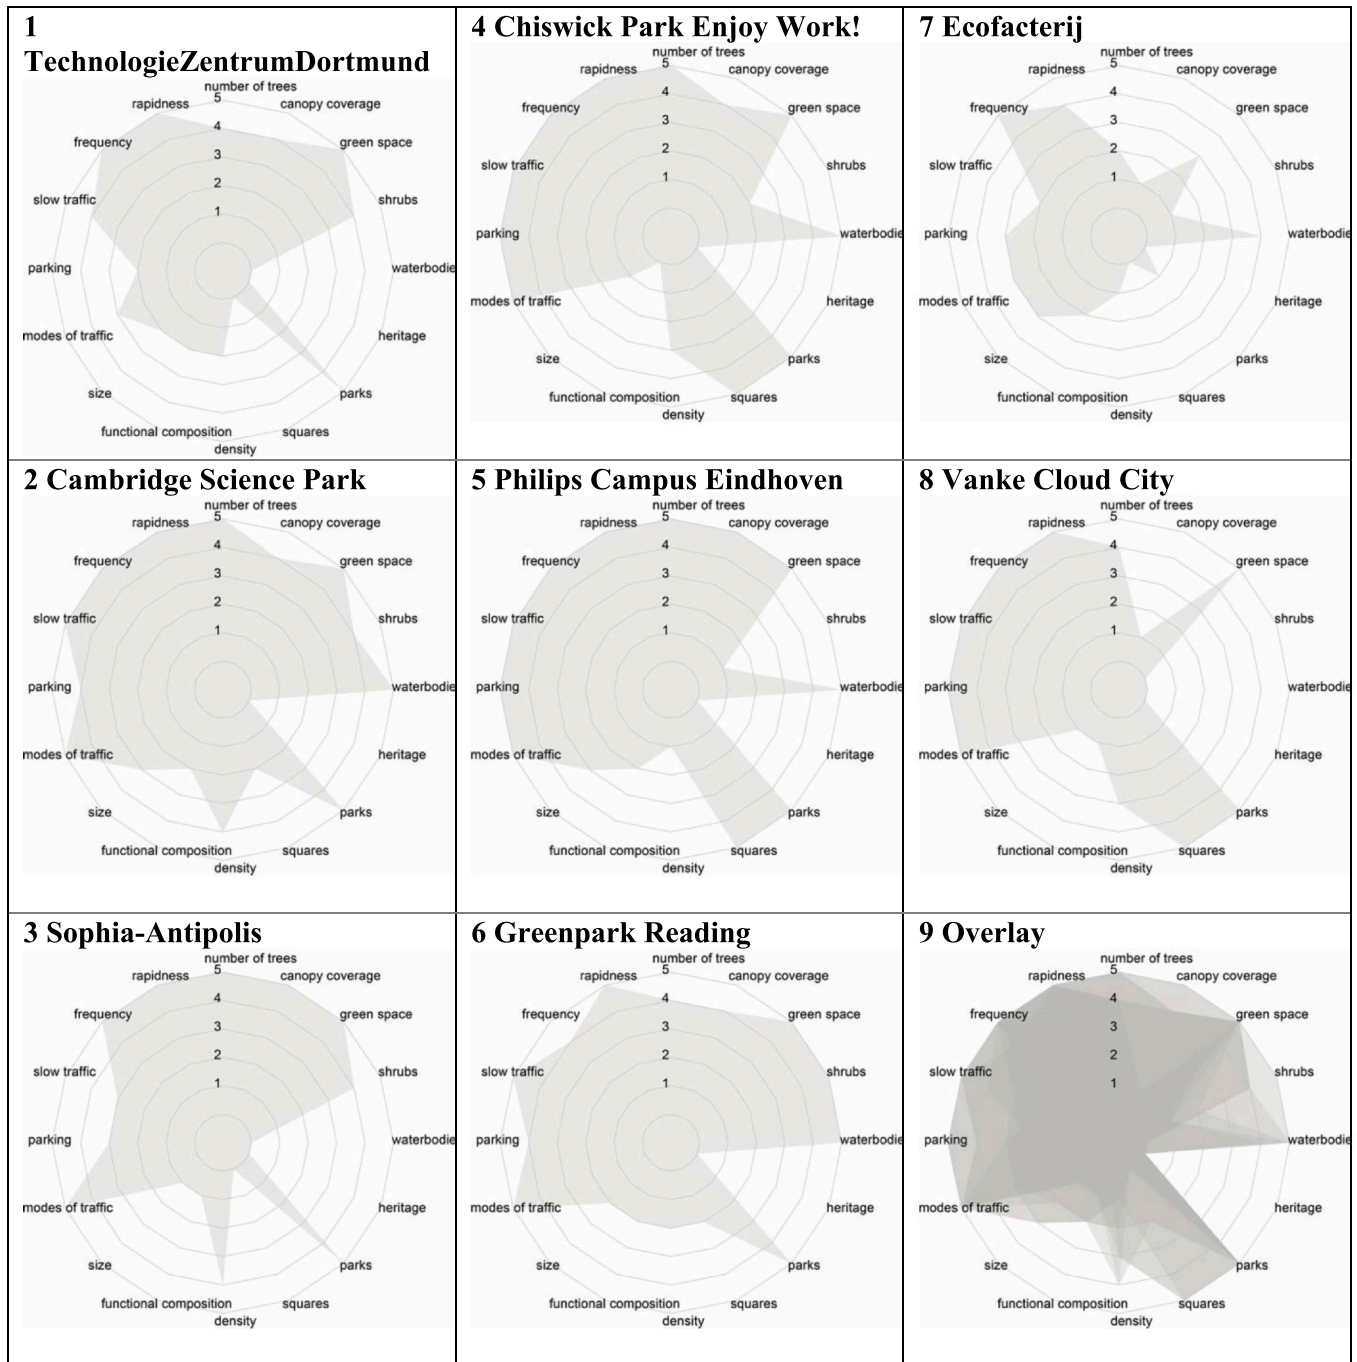 1
TechnologieZentrumDortmund
number of trees
5
rapidness
canopy coverage
4
frequency
green space
3
2
slow traffic
shrubs
1
parking
waterbodie
modes of traffic
heritage
size
parks
functional composition
squares
density
4 Chiswick Park Enjoy Work!
number of trees
5
rapidness
canopy coverage
4
frequency
green space
3
2
slow traffic
shrubs
1
parking
waterbodie
modes of traffic
heritage
size
parks
functional composition
squares
density
7 Ecofacterij
number of trees
5
rapidness
canopy coverage
4
frequency
green space
3
2
slow traffic
shrubs
1
parking
waterbodie
modes of traffic
heritage
size
parks
functional composition
squares
density
2 Cambridge Science Park
number of trees
5
rapidness
canopy coverage
4
frequency
green space
3
2
slow traffic
shrubs
1
parking
waterbodie
modes of traffic
heritage
size
parks
functional composition
squares
density
5 Philips Campus Eindhoven
number of trees
5
rapidness
canopy coverage
4
frequency
green space
3
2
slow traffic
shrubs
1
parking
waterbodie
modes of traffic
heritage
size
parks
functional composition
squares
density
8 Vanke Cloud City
number of trees
5
rapidness
canopy coverage
4
frequency
green space
3
2
slow traffic
shrubs
1
parking
waterbodie
modes of traffic
heritage
size
parks
functional composition
squares
density
3 Sophia-Antipolis
number of trees
5
rapidness
canopy coverage
4
frequency
green space
3
2
slow traffic
shrubs
1
parking
waterbodie
modes of traffic
heritage
size
parks
functional composition
squares
density
6 Greenpark Reading
number of trees
5
rapidness
canopy coverage
4
frequency
green space
3
2
slow traffic
shrubs
1
parking
waterbodie
modes of traffic
heritage
size
parks
functional composition
squares
density
9 Overlay
number of trees
5
rapidness
canopy coverage
4
frequency
green space
3
2
slow traffic
shrubs
1
parking
waterbodie
modes of traffic
heritage
size
parks
functional composition
squares
density